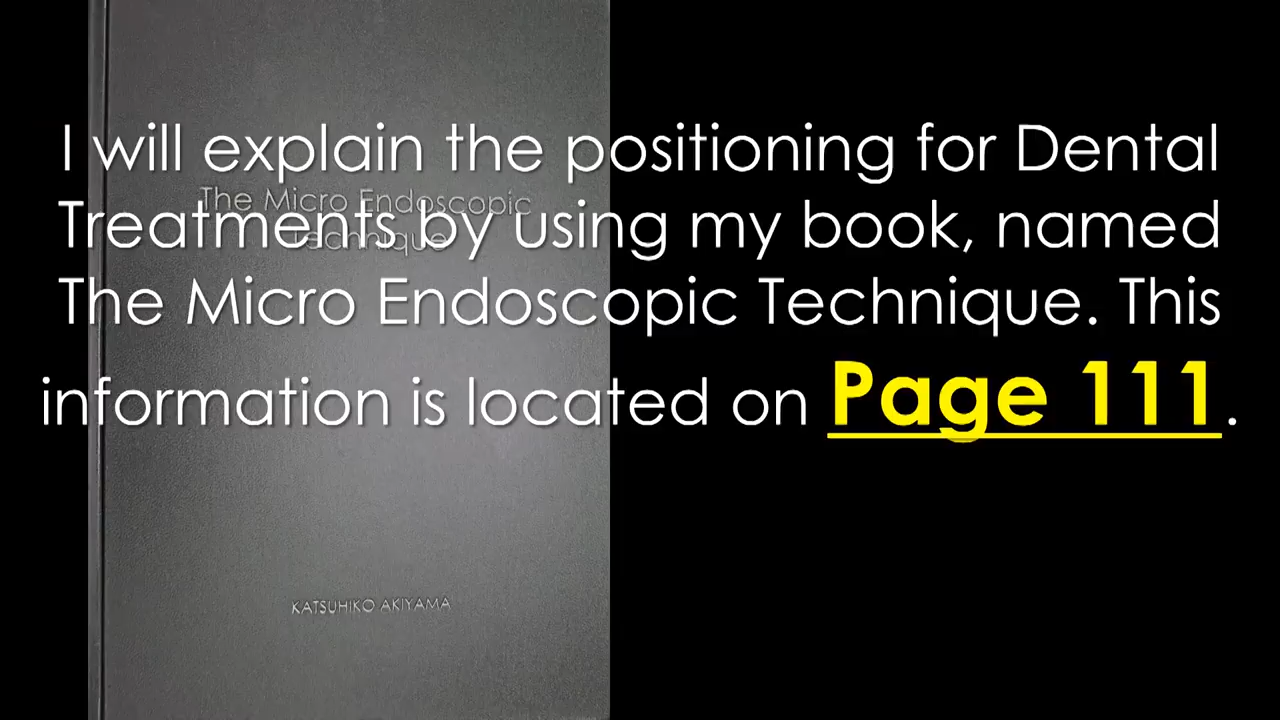 I will explain the positioning for Dental
Treatments by using my book, named
The Micro Endoscopic Technique. This
information is located on Page 111.
The Micro Endoscopic
Technique
KATSUHIKO AKIYAMA